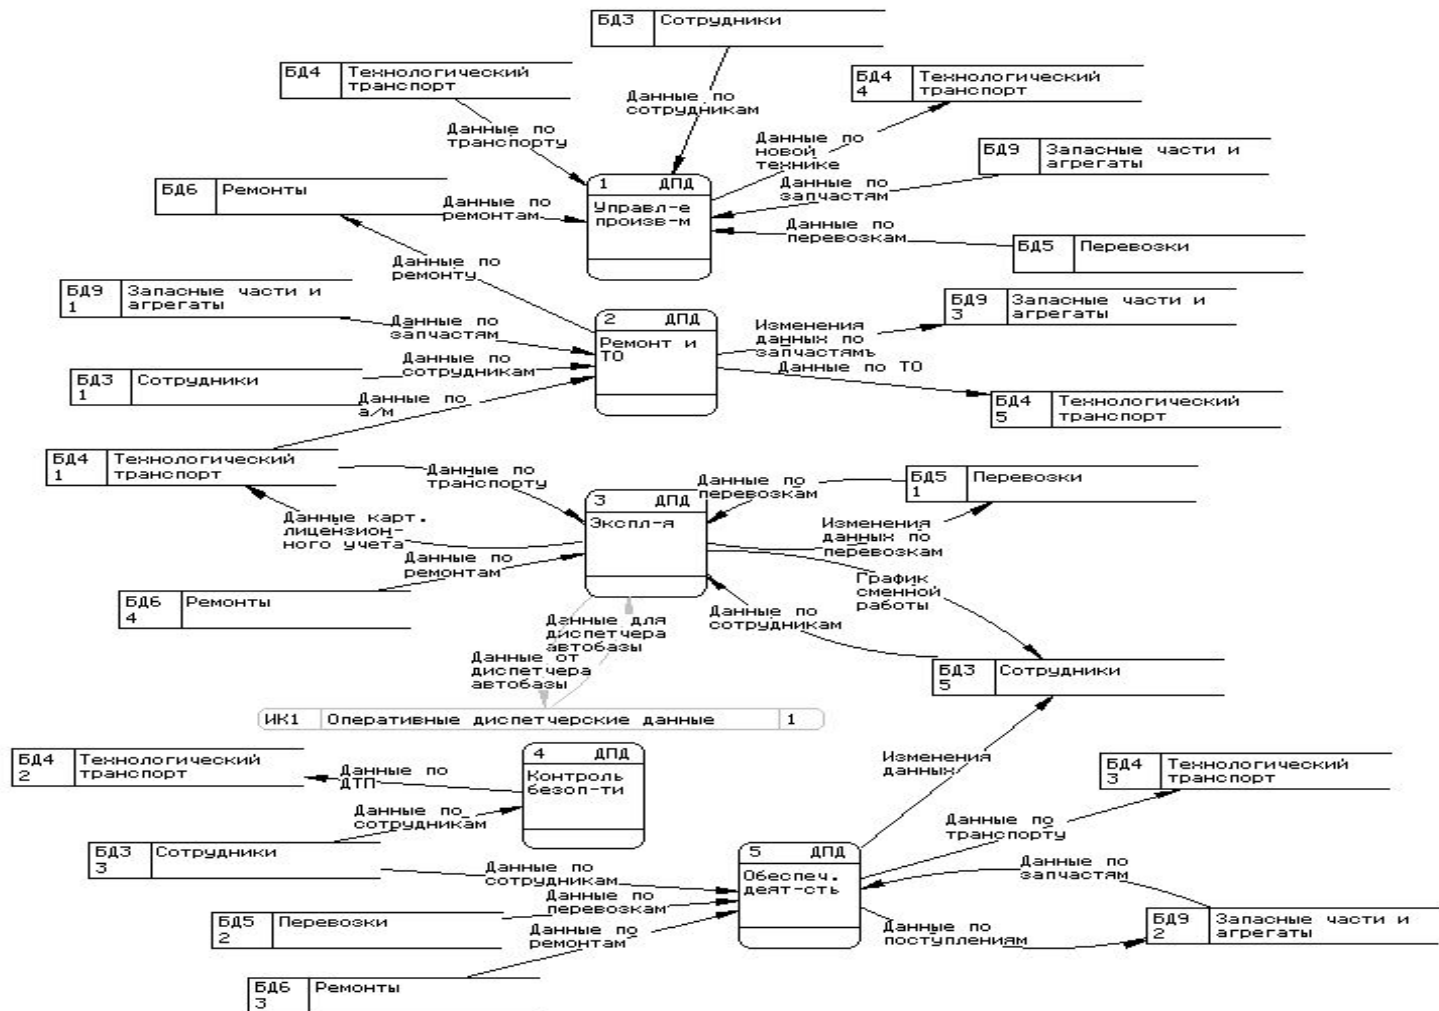 БД3 Сотрудники
БД4 Технологический
транспорт
БД4 Технологический
4 транспорт
Данные по
сотрудникам
Данные по
транспорту
Данные по
новой
технике
БД9 Запасные части и
агрегаты
1 ДПД
Управл-е
произв-м
БД6 Ремонты
Данные по
ремонтам
Данные по
запчастям
Данные по
перевозкам
БД5 Перевозки
Данные по
ремонту
БД9 Запасные части и
1 агрегаты
2 ДПД
Ремонт и
ТО
БД9 Запасные части и
3 агрегаты
Данные по
запчастям
Изменения
данных по
запчастямъ
Данные по
сотрудникам
Данные по ТО
БД3 Сотрудники
1
Данные по
а/м
БД4 Технологический
5 транспорт
БД4 Технологический
1 транспорт
Данные по
транспорту
Данные по
перевозкам
БД5 Перевозки
1
3 ДПД
Экспл-я
Данные карт.
лицензион-
ного учета
Изменения
данных по
перевозкам
Данные по
ремонтам
График
сменной
работы
БД6 Ремонты
4
Данные для
диспетчера
автобазы
Данные по
сотрудникам
Данные от
диспетчера
автобазы
БД3 Сотрудники
5
ИК1 Оперативные диспетчерские данные 1
4 ДПД
Контроль
безоп-ти
БД4 Технологический
2 транспорт
Данные по
ДТП
Изменения
данных
БД4 Технологический
3 транспорт
Данные по
сотрудникам
Данные по
транспорту
БД3 Сотрудники
3
5 ДПД
Обеспеч.
деят-сть
Данные по
сотрудникам
Данные по
запчастям
Данные по
перевозкам
БД5 Перевозки
2
Данные по
ремонтам
Данные по
поступлениям
БД9 Запасные части и
2 агрегаты
БД6 Ремонты
3